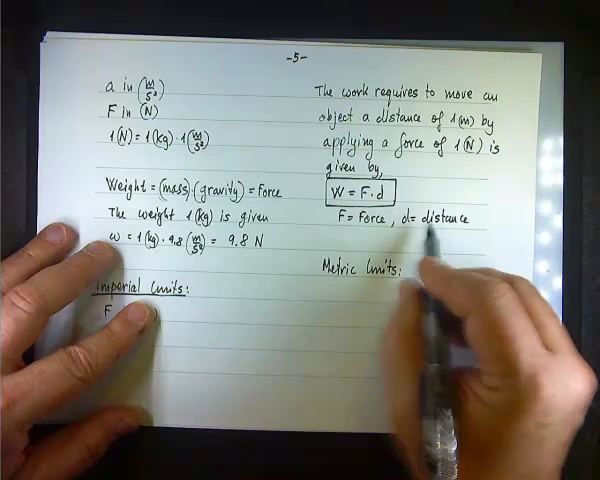 -5-
a in (m/s²)
F in (N)
1(N) = 1(kg) · 1(m/s²)
Weight = (mass)·(gravity) = Force
The weight 1(kg) is given
ω = 1(kg) · 9.8 (m/s²) = 9.8 N
Imperial Units:
F )
The work requires to move an
object a distance of 1(m) by
applying a force of 1(N) is
given by,
W = F·d
F = Force, d = distance
Metric Units: